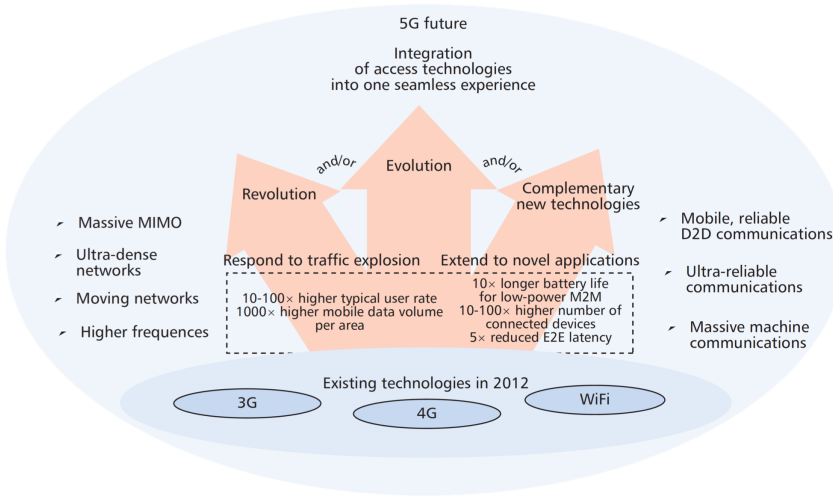 5G future
Integration
of access technologies
into one seamless experience
and/or
Evolution
and/or
Revolution
Complementary
new technologies
Massive MIMO
Ultra-dense
networks
Moving networks
Higher frequences
Mobile, reliable
D2D communications
Ultra-reliable
communications
Massive machine
communications
Respond to traffic explosion
10-100× higher typical user rate
1000× higher mobile data volume
per area
Extend to novel applications
10× longer battery life
for low-power M2M
10-100× higher number of
connected devices
5× reduced E2E latency
Existing technologies in 2012
3G
4G
WiFi